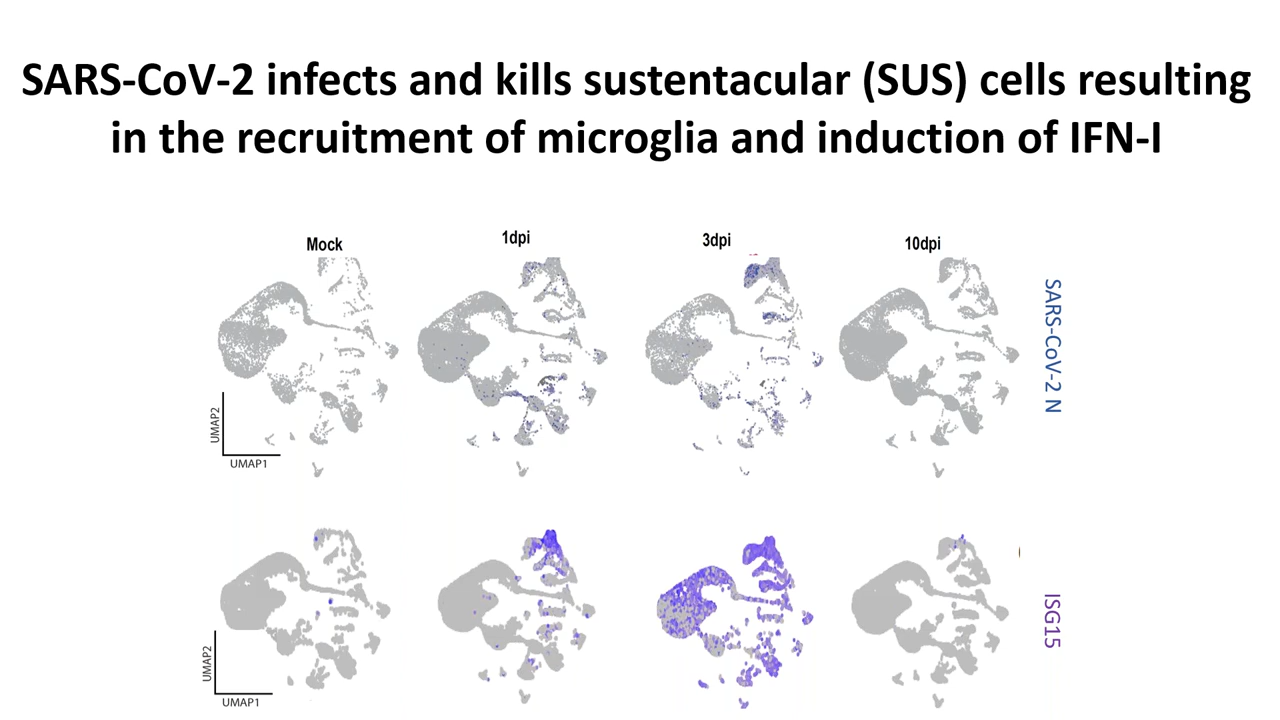 SARS-CoV-2 infects and kills sustentacular (SUS) cells resulting
in the recruitment of microglia and induction of IFN-I
Mock
1dpi
3dpi
10dpi
SARS-CoV-2 N
UMAP2
UMAP1
ISG15
UMAP2
UMAP1